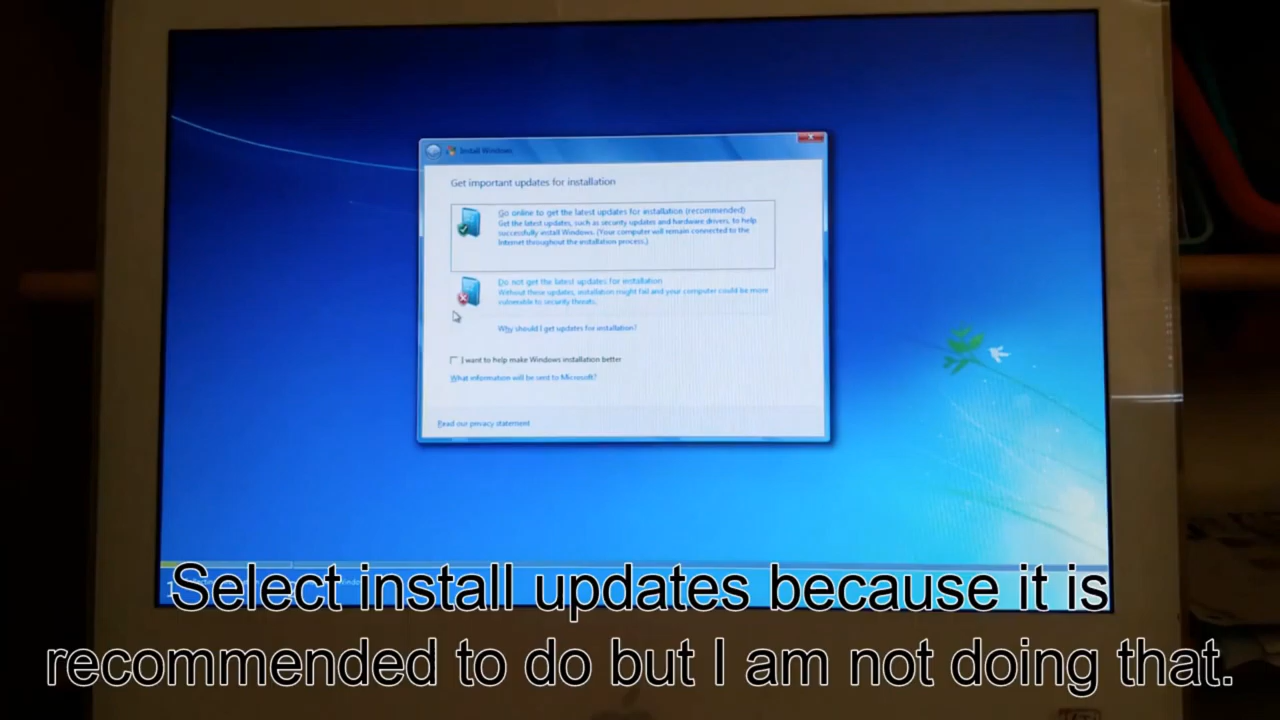 Install Windows
Get important updates for installation
Go online to get the latest updates for installation (recommended)
Get the latest updates, such as security updates and hardware drivers, to help
successfully install Windows. (Your computer will remain connected to the
Internet throughout the installation process.)
Do not get the latest updates for installation
Without these updates, installation might fail and your computer could be more
vulnerable to security threats.
Why should I get updates for installation?
I want to help make Windows installation better
What information will be sent to Microsoft?
Read our privacy statement
Select install updates because it is
recommended to do but I am not doing that.